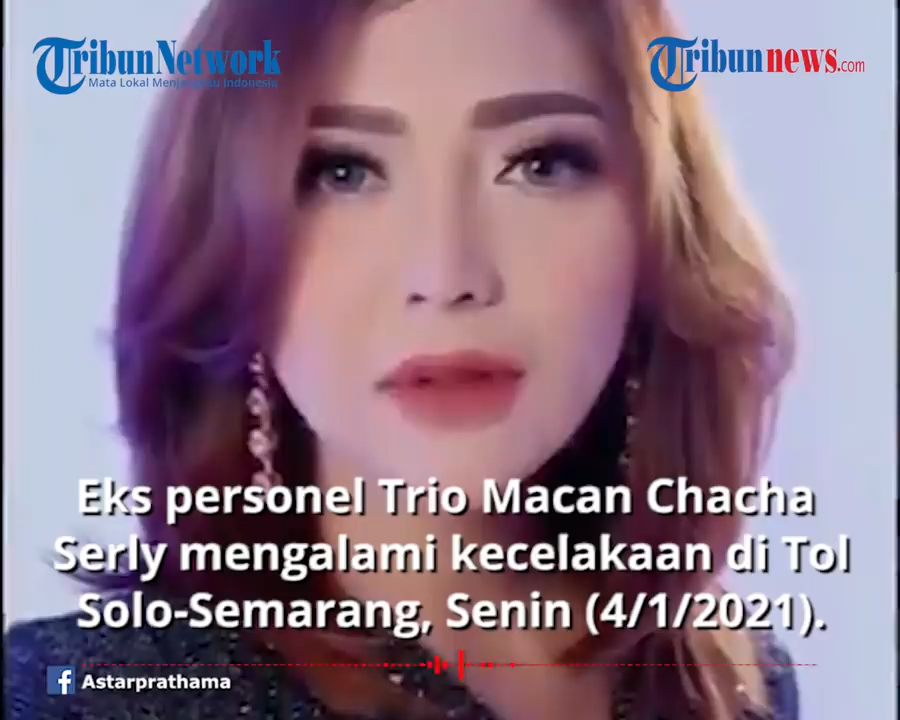 TribunNetwork
Mata Lokal Menjangkau Indonesia
Tribunnews.com
Eks personel Trio Macan Chacha
Serly mengalami kecelakaan di Tol
Solo-Semarang, Senin (4/1/2021).
f Astarprathama